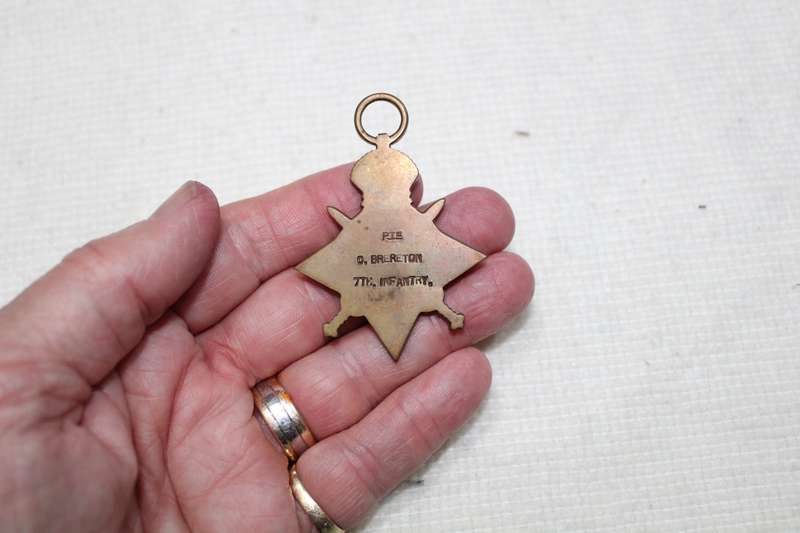 PTE
O. BRERETON
7TH. INFANTRY.